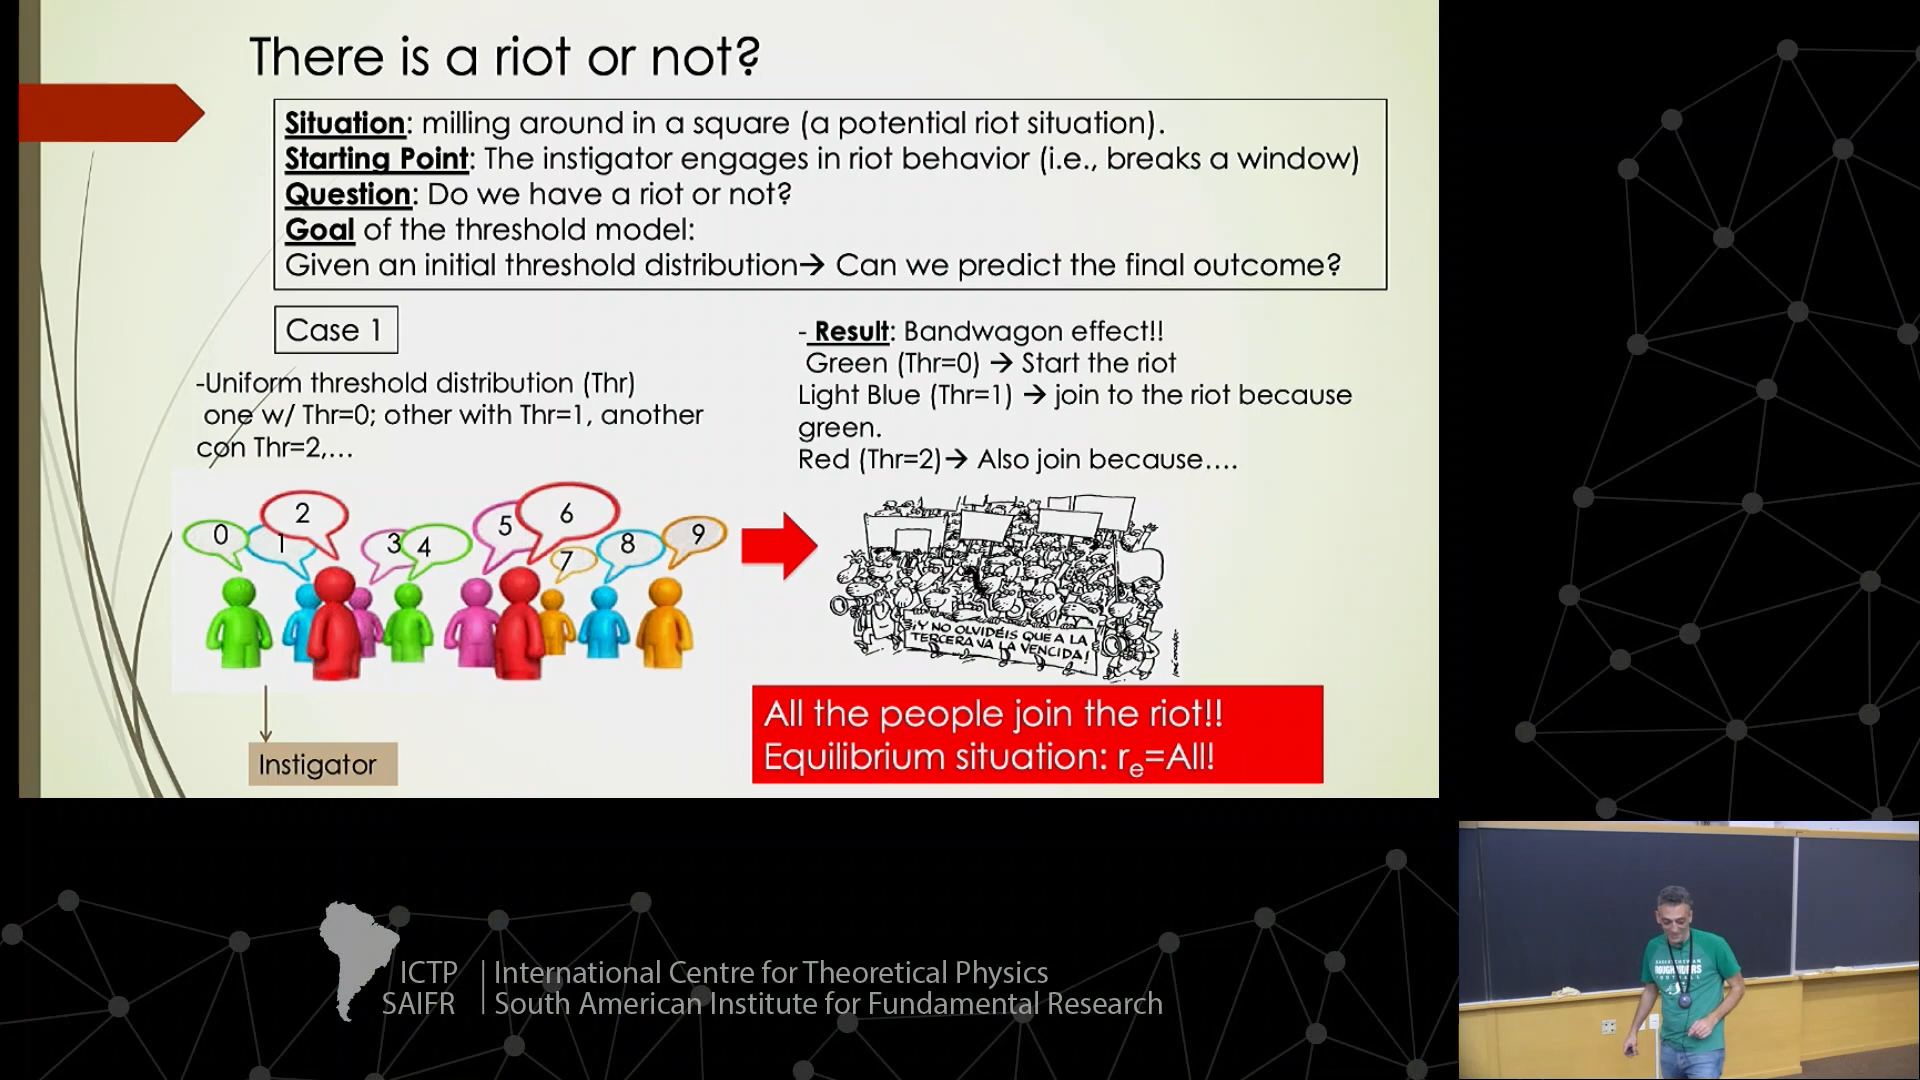 There is a riot or not?
Situation: milling around in a square (a potential riot situation).
Starting Point: The instigator engages in riot behavior (i.e., breaks a window)
Question: Do we have a riot or not?
Goal of the threshold model:
Given an initial threshold distribution→ Can we predict the final outcome?
Case 1
-Uniform threshold distribution (Thr)
one w/ Thr=0; other with Thr=1, another
con Thr=2,…
- Result: Bandwagon effect!!
Green (Thr=0) → Start the riot
Light Blue (Thr=1) → join to the riot because
green.
Red (Thr=2)→ Also join because….
0
1
2
3
4
5
6
7
8
9
¡Y NO OLVIDÉIS QUE A LA
TERCERA VA LA VENCIDA!
Instigator
All the people join the riot!!
Equilibrium situation: re=All!
ICTP | International Centre for Theoretical Physics
SAIFR | South American Institute for Fundamental Research
ROUGHRIDERS